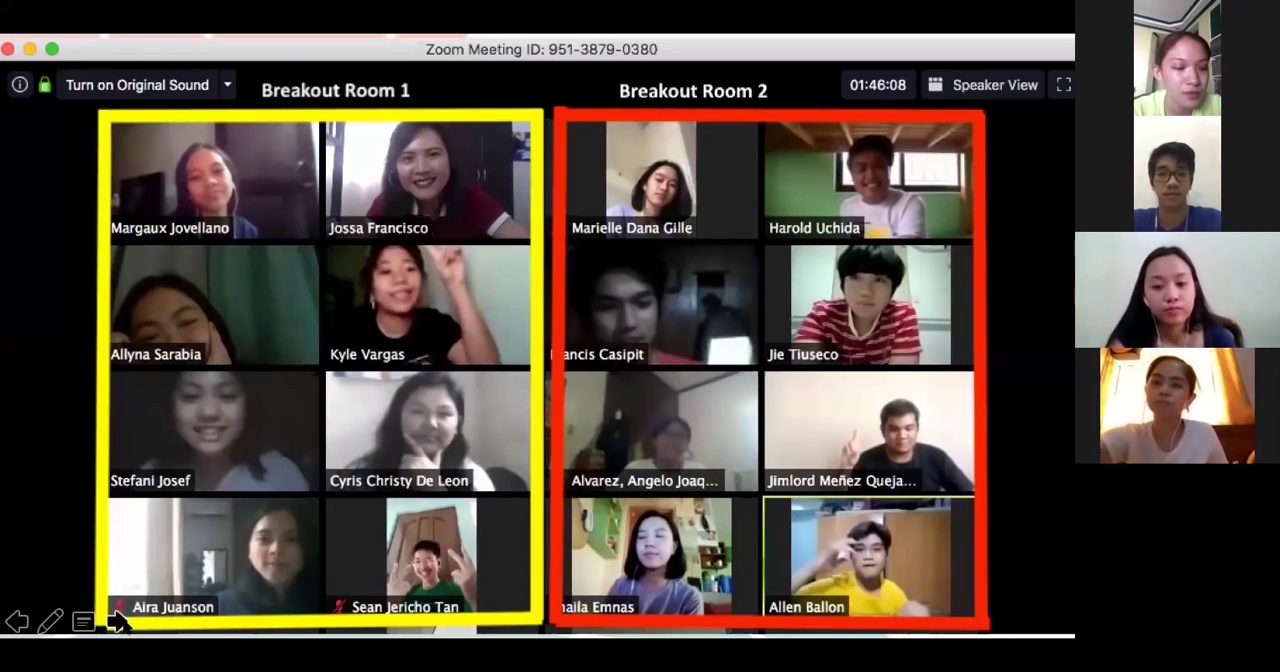 Zoom Meeting ID: 951-3879-0380
Turn on Original Sound
Breakout Room 1
Breakout Room 2
01:46:08
Speaker View
Margaux Jovellano
Jossa Francisco
Marielle Dana Gille
Harold Uchida
Allyna Sarabia
Kyle Vargas
ancis Casipit
Jie Tiuseco
Stefani Josef
Cyris Christy De Leon
Alvarez, Angelo Joaq...
Jimlord Meñez Queja...
Aira Juanson
Sean Jericho Tan
haila Emnas
Allen Ballon